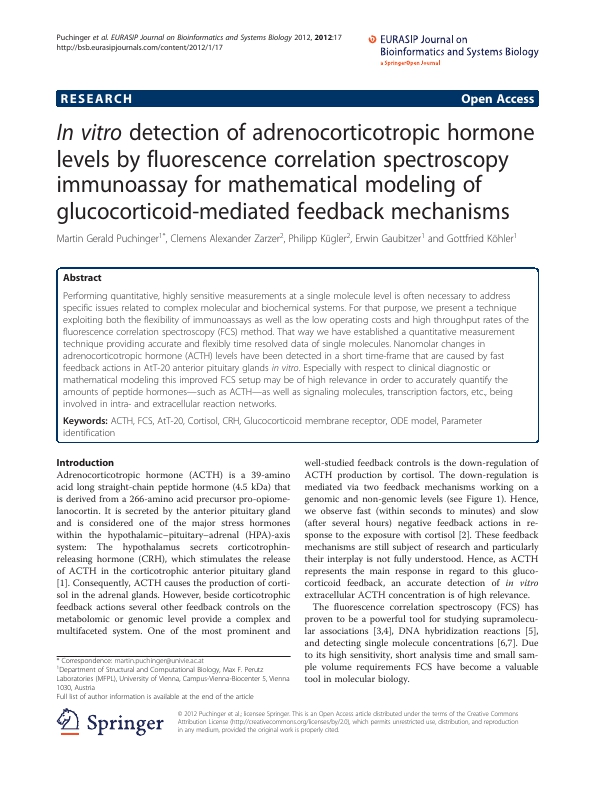 Puchinger et al. EURASIP Journal on Bioinformatics and Systems Biology 2012, 2012:17
http://bsb.eurasipjournals.com/content/2012/1/17
EURASIP Journal on
Bioinformatics and Systems Biology
a SpringerOpen Journal
RESEARCH
Open Access
In vitro detection of adrenocorticotropic hormone
levels by fluorescence correlation spectroscopy
immunoassay for mathematical modeling of
glucocorticoid-mediated feedback mechanisms
Martin Gerald Puchinger1*, Clemens Alexander Zarzer2, Philipp Kügler2, Erwin Gaubitzer1 and Gottfried Köhler1
Abstract
Performing quantitative, highly sensitive measurements at a single molecule level is often necessary to address
specific issues related to complex molecular and biochemical systems. For that purpose, we present a technique
exploiting both the flexibility of immunoassays as well as the low operating costs and high throughput rates of the
fluorescence correlation spectroscopy (FCS) method. That way we have established a quantitative measurement
technique providing accurate and flexibly time resolved data of single molecules. Nanomolar changes in
adrenocorticotropic hormone (ACTH) levels have been detected in a short time-frame that are caused by fast
feedback actions in AtT-20 anterior pituitary glands in vitro. Especially with respect to clinical diagnostic or
mathematical modeling this improved FCS setup may be of high relevance in order to accurately quantify the
amounts of peptide hormones—such as ACTH—as well as signaling molecules, transcription factors, etc., being
involved in intra- and extracellular reaction networks.
Keywords: ACTH, FCS, AtT-20, Cortisol, CRH, Glucocorticoid membrane receptor, ODE model, Parameter
identification
Introduction
Adrenocorticotropic hormone (ACTH) is a 39-amino
acid long straight-chain peptide hormone (4.5 kDa) that
is derived from a 266-amino acid precursor pro-opiome-
lanocortin. It is secreted by the anterior pituitary gland
and is considered one of the major stress hormones
within the hypothalamic–pituitary–adrenal (HPA)-axis
system: The hypothalamus secrets corticotrophin-
releasing hormone (CRH), which stimulates the release
of ACTH in the corticotrophic anterior pituitary gland
[1]. Consequently, ACTH causes the production of corti-
sol in the adrenal glands. However, beside corticotrophic
feedback actions several other feedback controls on the
metabolomic or genomic level provide a complex and
multifaceted system. One of the most prominent and
well-studied feedback controls is the down-regulation of
ACTH production by cortisol. The down-regulation is
mediated via two feedback mechanisms working on a
genomic and non-genomic levels (see Figure 1). Hence,
we observe fast (within seconds to minutes) and slow
(after several hours) negative feedback actions in re-
sponse to the exposure with cortisol [2]. These feedback
mechanisms are still subject of research and particularly
their interplay is not fully understood. Hence, as ACTH
represents the main response in regard to this gluco-
corticoid feedback, an accurate detection of in vitro
extracellular ACTH concentration is of high relevance.
The fluorescence correlation spectroscopy (FCS) has
proven to be a powerful tool for studying supramolecu-
lar associations [3,4], DNA hybridization reactions [5],
and detecting single molecule concentrations [6,7]. Due
to its high sensitivity, short analysis time and small sam-
ple volume requirements FCS have become a valuable
tool in molecular biology.
* Correspondence: martin.puchinger@univie.ac.at
1Department of Structural and Computational Biology, Max F. Perutz
Laboratories (MFPL), University of Vienna, Campus-Vienna-Biocenter 5, Vienna
1030, Austria
Full list of author information is available at the end of the article
Springer
© 2012 Puchinger et al.; licensee Springer. This is an Open Access article distributed under the terms of the Creative Commons
Attribution License (http://creativecommons.org/licenses/by/2.0), which permits unrestricted use, distribution, and reproduction
in any medium, provided the original work is properly cited.